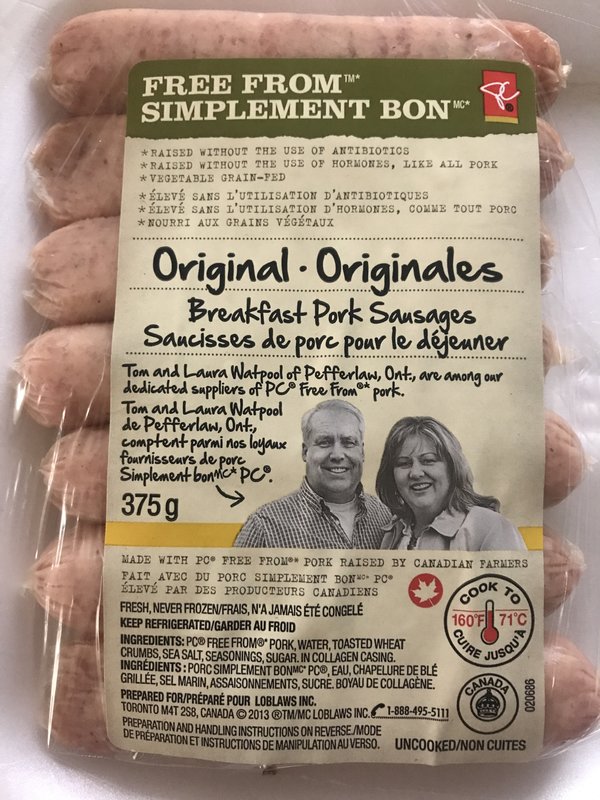 FREE FROM™*
SIMPLEMENT BON MC*
*RAISED WITHOUT THE USE OF ANTIBIOTICS
*RAISED WITHOUT THE USE OF HORMONES, LIKE ALL PORK
*VEGETABLE GRAIN-FED
*ÉLEVÉ SANS L'UTILISATION D'ANTIBIOTIQUES
*ÉLEVÉ SANS L'UTILISATION D'HORMONES, COMME TOUT PORC
*NOURRI AUX GRAINS VÉGÉTAUX
Original · Originales
Breakfast Pork Sausages
Saucisses de porc pour le déjeuner
Tom and Laura Watpool of Pefferlaw, Ont., are among our
dedicated suppliers of PC® Free From®* pork.
Tom and Laura Watpool
de Pefferlaw, Ont.,
comptent parmi nos loyaux
fournisseurs de porc
Simplement bon MC* PC®.
375 g
MADE WITH PC® FREE FROM®* PORK RAISED BY CANADIAN FARMERS
FAIT AVEC DU PORC SIMPLEMENT BON MC* PC®
ÉLEVÉ PAR DES PRODUCTEURS CANADIENS
FRESH, NEVER FROZEN/FRAIS, N'A JAMAIS ÉTÉ CONGELÉ
KEEP REFRIGERATED/GARDER AU FROID
INGREDIENTS: PC® FREE FROM®* PORK, WATER, TOASTED WHEAT
CRUMBS, SEA SALT, SEASONINGS, SUGAR. IN COLLAGEN CASING.
INGRÉDIENTS : PORC SIMPLEMENT BON MC* PC®, EAU, CHAPELURE DE BLÉ
GRILLÉE, SEL MARIN, ASSAISONNEMENTS, SUCRE. BOYAU DE COLLAGÈNE.
PREPARED FOR/PRÉPARÉ POUR LOBLAWS INC.
TORONTO M4T 2S8, CANADA © 2013 ®/TM/MC LOBLAWS INC. 1-888-495-5111
PREPARATION AND HANDLING INSTRUCTIONS ON REVERSE./MODE
DE PRÉPARATION ET INSTRUCTIONS DE MANIPULATION AU VERSO.
UNCOOKED/NON CUITES
COOK TO
160°F 71°C
CUIRE JUSQU'À
CANADA
020686